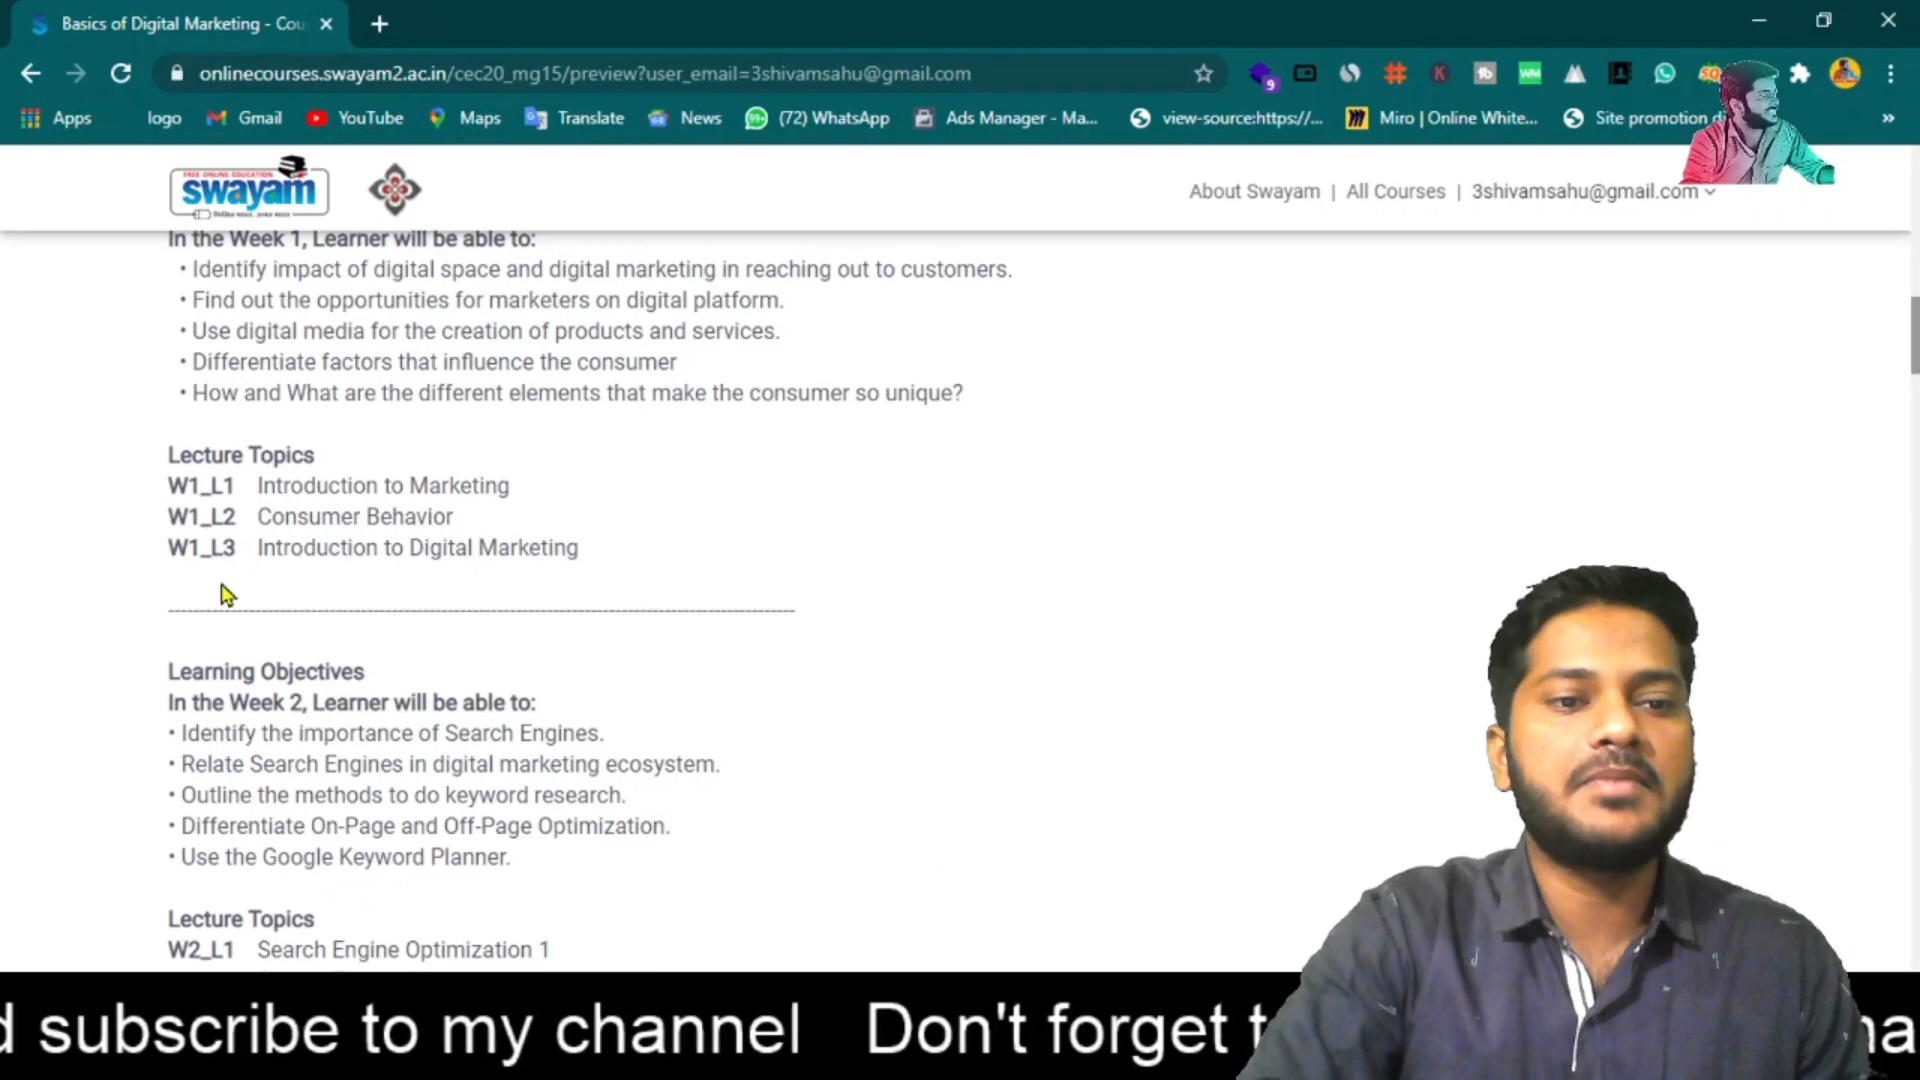 Basics of Digital Marketing - Cou
onlinecourses.swayam2.ac.in/cec20_mg15/preview?user_email=3shivamsahu@gmail.com
9
K
tb
WM
SQ
Apps
logo
Gmail
YouTube
Maps
Translate
News
99+
(72) WhatsApp
Ads Manager - Ma...
view-source:https://...
Miro | Online White...
Site promotion d
»
FREE ONLINE EDUCATION
swayam
About Swayam | All Courses | 3shivamsahu@gmail.com
In the Week 1, Learner will be able to:
• Identify impact of digital space and digital marketing in reaching out to customers.
• Find out the opportunities for marketers on digital platform.
• Use digital media for the creation of products and services.
• Differentiate factors that influence the consumer
• How and What are the different elements that make the consumer so unique?
Lecture Topics
W1_L1 Introduction to Marketing
W1_L2 Consumer Behavior
W1_L3 Introduction to Digital Marketing
Learning Objectives
In the Week 2, Learner will be able to:
• Identify the importance of Search Engines.
• Relate Search Engines in digital marketing ecosystem.
• Outline the methods to do keyword research.
• Differentiate On-Page and Off-Page Optimization.
• Use the Google Keyword Planner.
Lecture Topics
W2_L1 Search Engine Optimization 1
d subscribe to my channel Don't forget t na